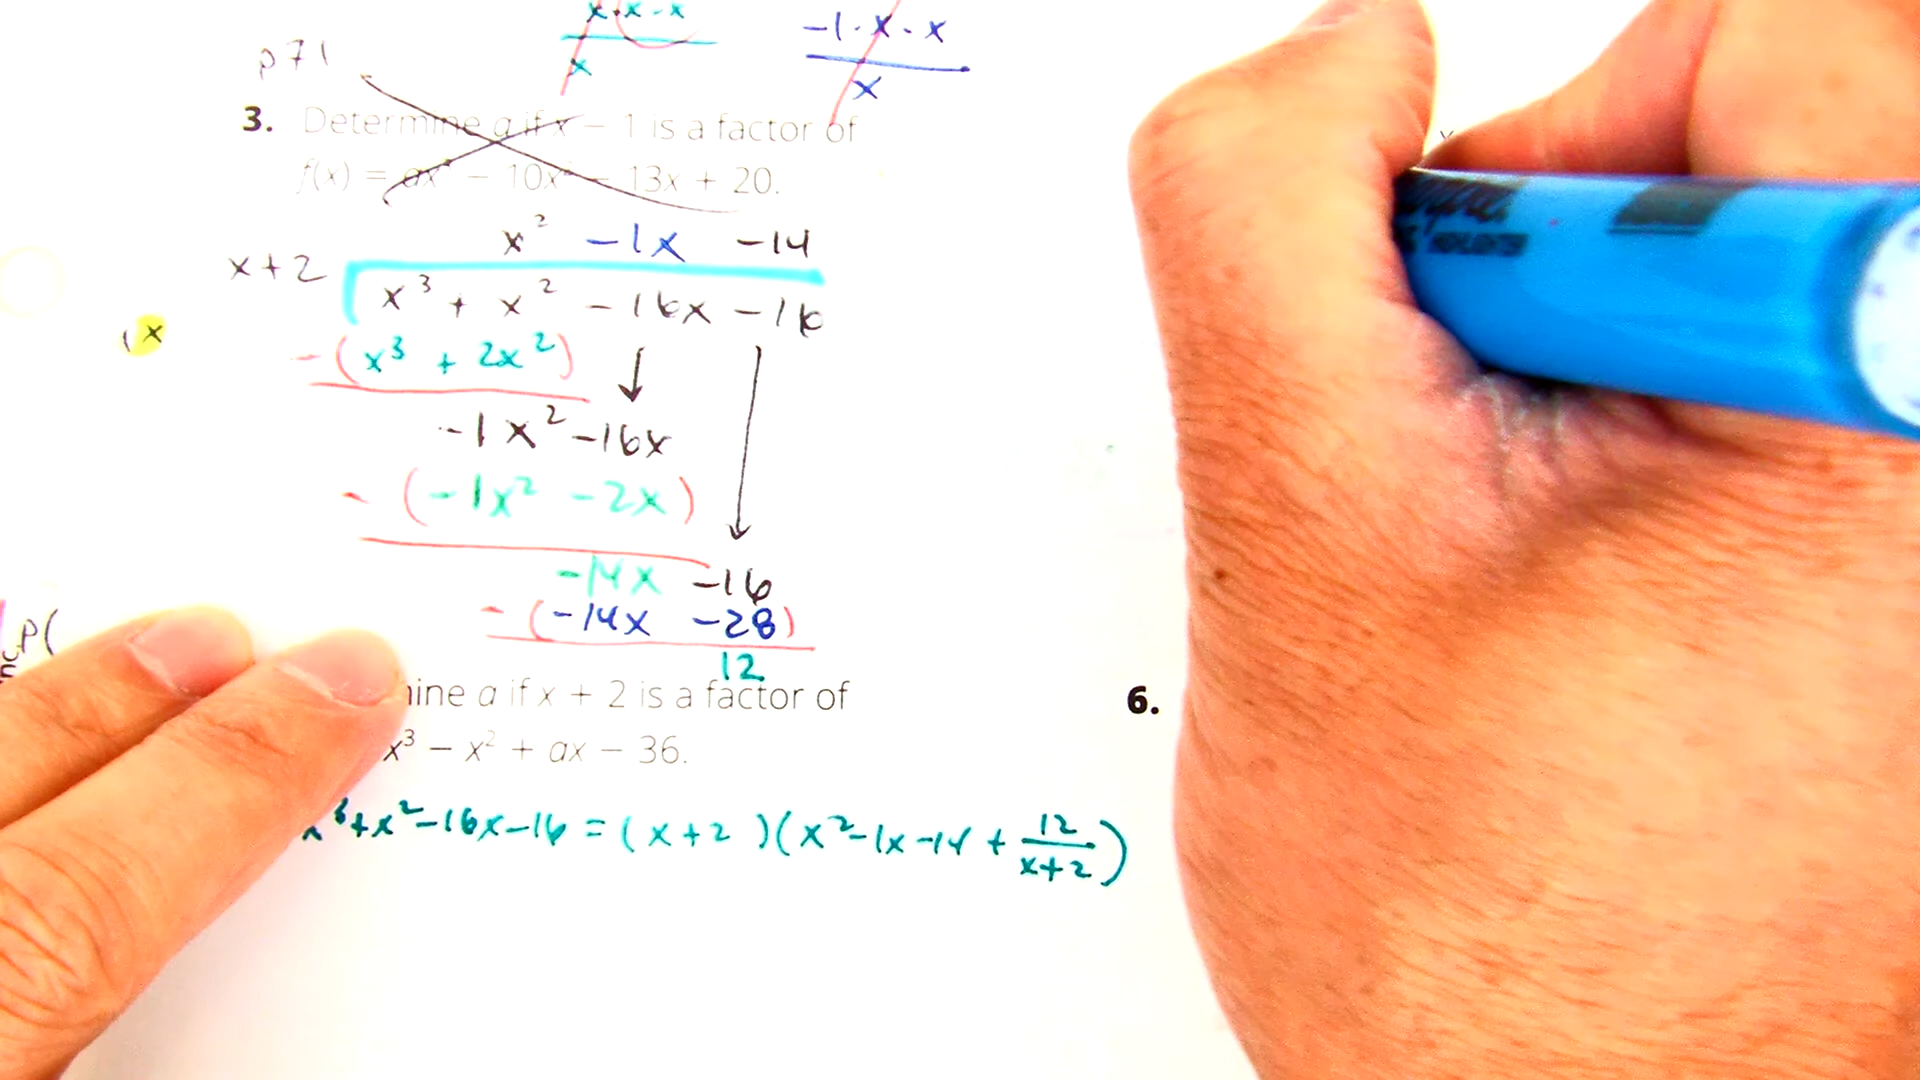 x · x · x
x
-1 · x · x
x
p71
3. Determine a if x - 1 is a factor of
f(x) = ax³ - 10x² - 13x + 20.
x² -1x -14
x+2
x³ + x² - 16x - 16
x
-(x³ + 2x²)
-1x² -16x
-(-1x² -2x)
-14x -16
P(
-(-14x -28)
12
a if x + 2 is a factor of
x³ - x² + ax - 36.
6.
x³+x²-16x-16 = (x+2)(x²-1x-14 + 12/(x+2))